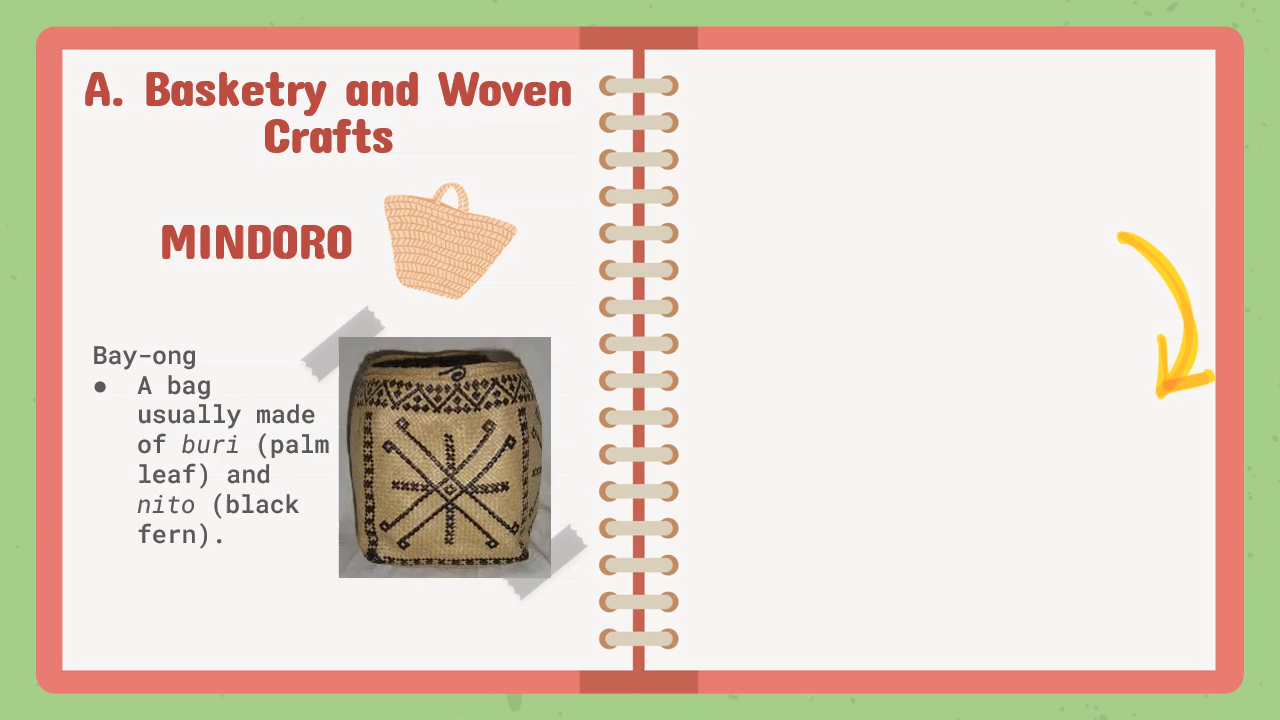 A. Basketry and Woven
Crafts
MINDORO
Bay-ong
● A bag
usually made
of buri (palm
leaf) and
nito (black
fern).